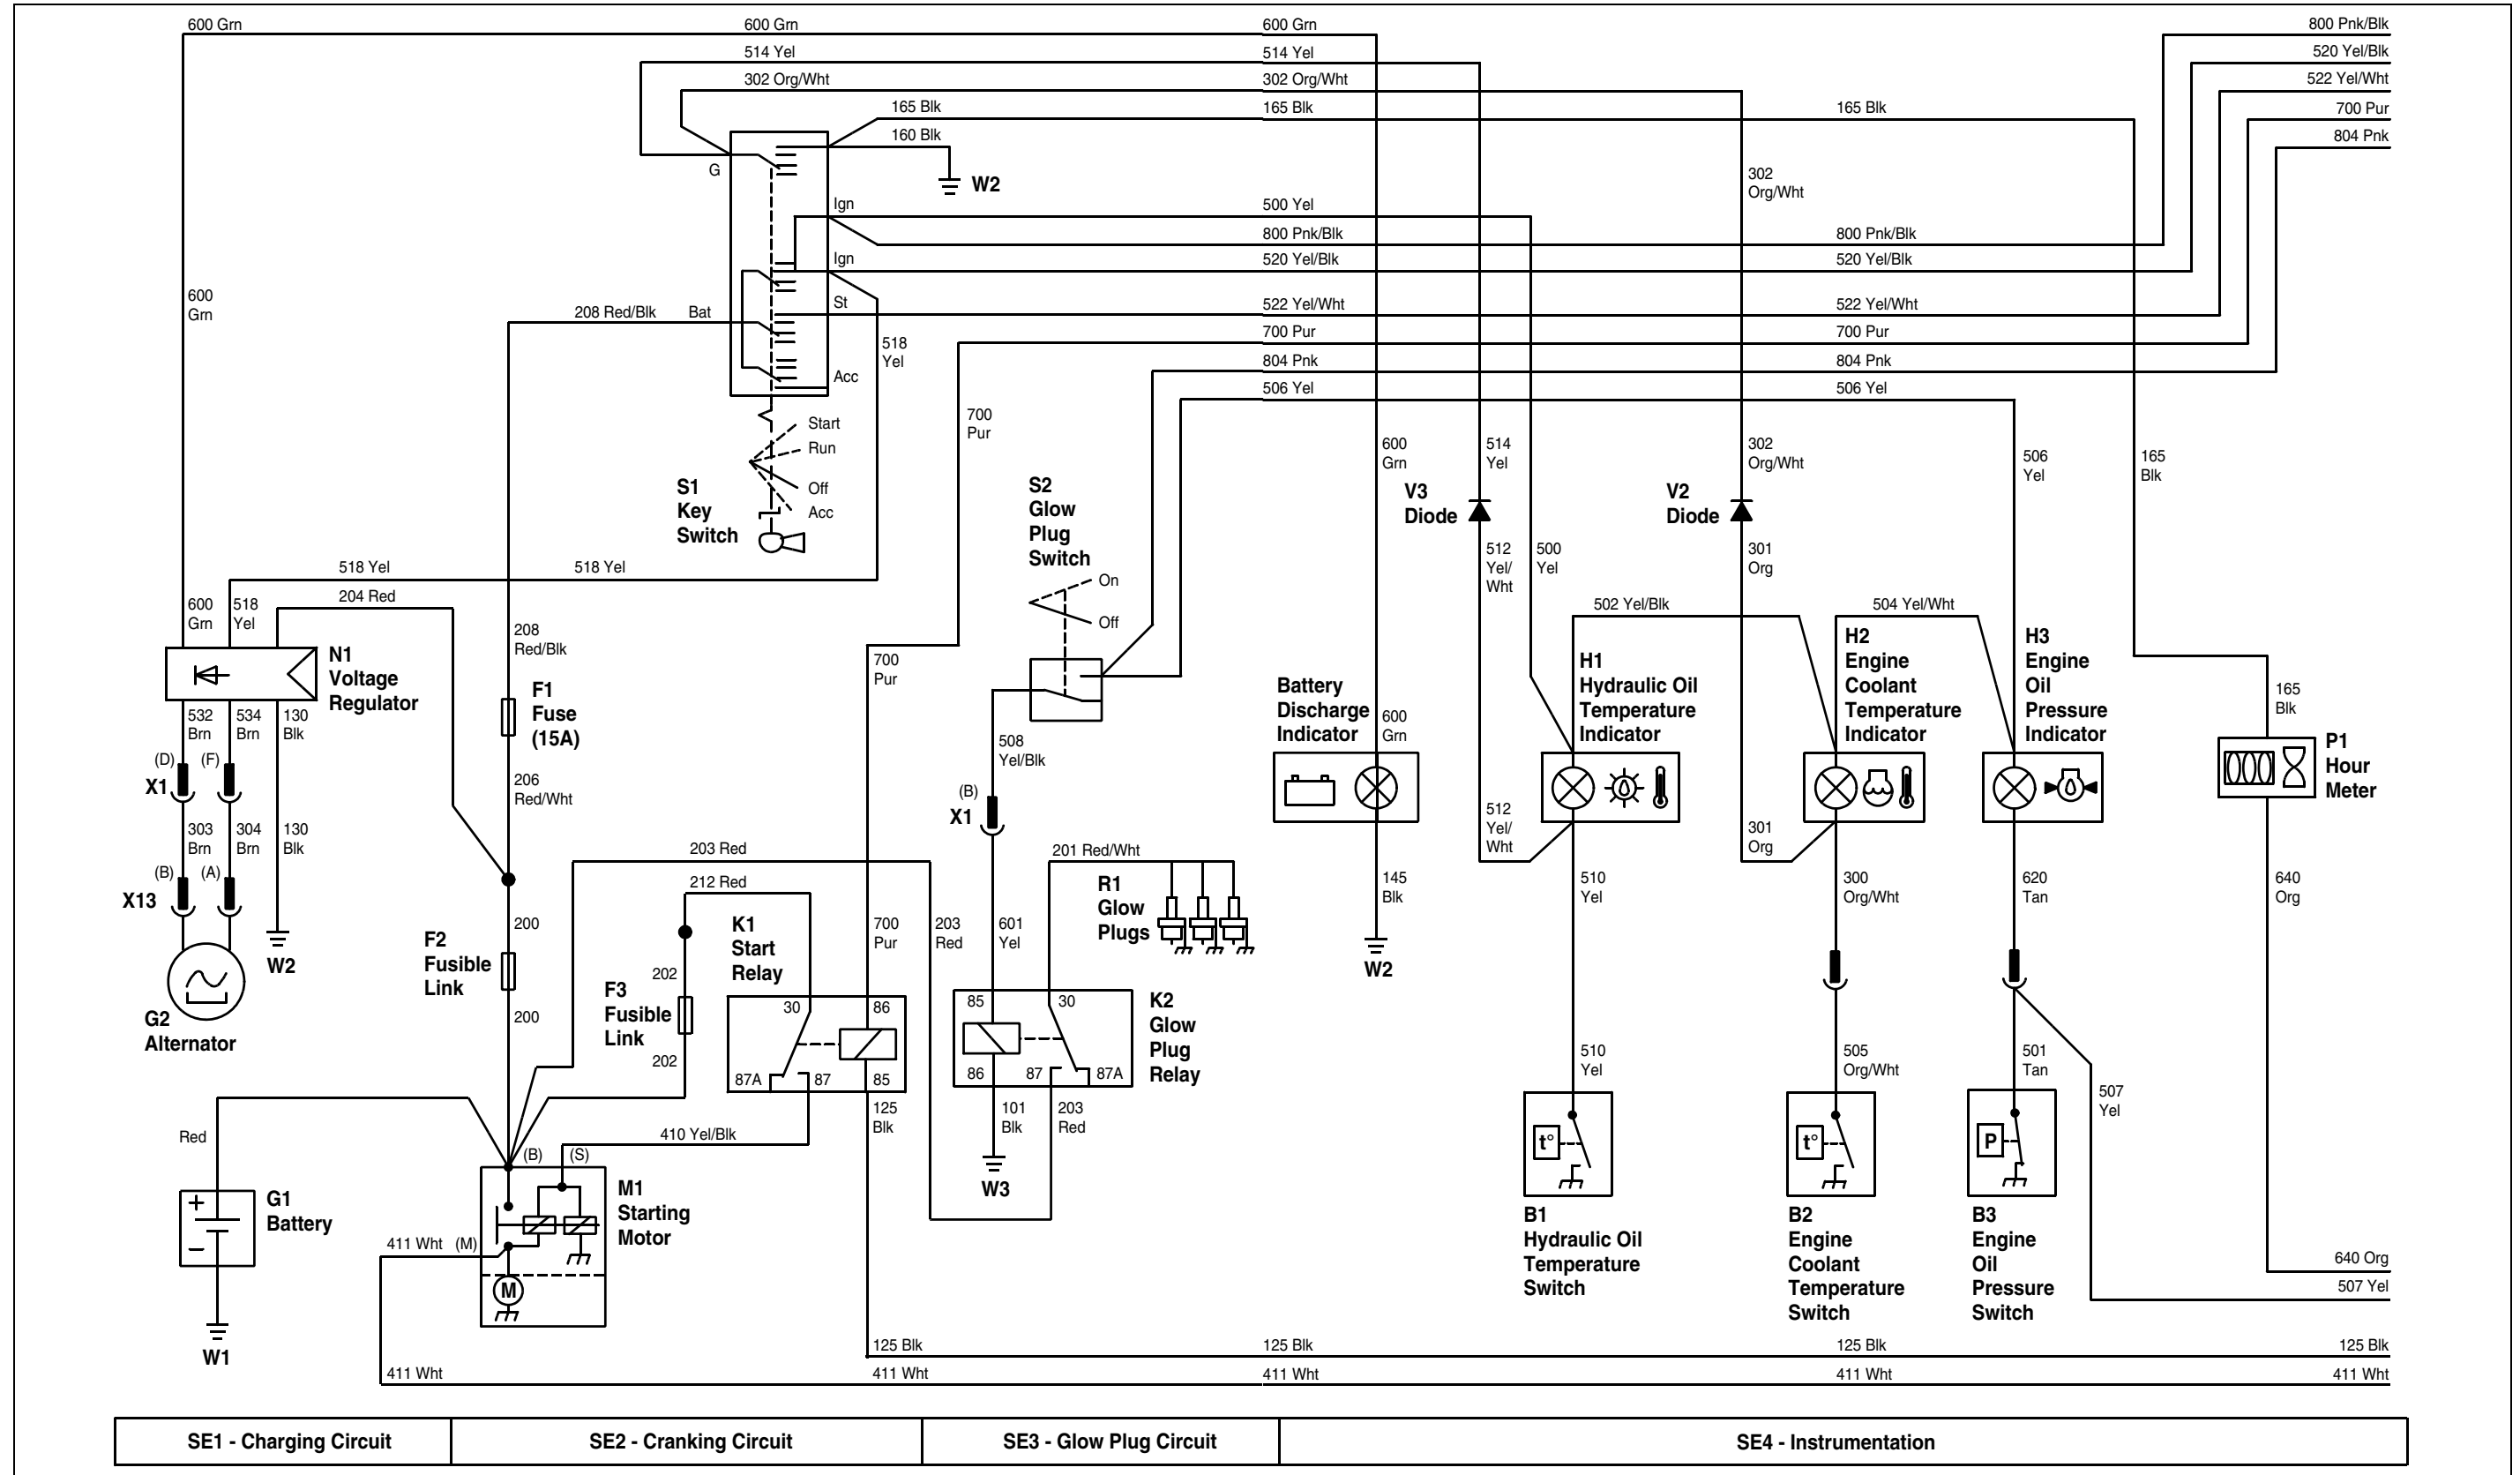 600 Grn
600 Grn
600 Grn
800 Pnk/Blk
514 Yel
514 Yel
520 Yel/Blk
302 Org/Wht
302 Org/Wht
522 Yel/Wht
165 Blk
165 Blk
165 Blk
700 Pur
160 Blk
804 Pnk
G
W2
302
Org/Wht
Ign
500 Yel
800 Pnk/Blk
800 Pnk/Blk
Ign
520 Yel/Blk
520 Yel/Blk
600
Grn
208 Red/Blk
Bat
St
522 Yel/Wht
522 Yel/Wht
518
Yel
700 Pur
700 Pur
804 Pnk
804 Pnk
Acc
506 Yel
506 Yel
700
Pur
Start
Run
Off
Acc
S1
Key
Switch
S2
Glow
Plug
Switch
On
Off
600
Grn
514
Yel
302
Org/Wht
506
Yel
165
Blk
V3
Diode
V2
Diode
512
Yel/
Wht
500
Yel
301
Org
518 Yel
518 Yel
204 Red
600
Grn
518
Yel
502 Yel/Blk
504 Yel/Wht
208
Red/Blk
N1
Voltage
Regulator
700
Pur
H1
Hydraulic Oil
Temperature
Indicator
H2
Engine
Coolant
Temperature
Indicator
H3
Engine
Oil
Pressure
Indicator
F1
Fuse
(15A)
Battery
Discharge
Indicator
600
Grn
165
Blk
532
Brn
534
Brn
130
Blk
508
Yel/Blk
P1
Hour
Meter
(D)
(F)
X1
206
Red/Wht
(B)
X1
303
Brn
304
Brn
130
Blk
512
Yel/
Wht
301
Org
203 Red
201 Red/Wht
(B)
(A)
X13
212 Red
R1
Glow
Plugs
145
Blk
510
Yel
300
Org/Wht
620
Tan
640
Org
200
F2
Fusible
Link
K1
Start
Relay
700
Pur
203
Red
601
Yel
W2
W2
202
F3
Fusible
Link
30
86
85
30
K2
Glow
Plug
Relay
G2
Alternator
200
202
87A
87
85
86
87
87A
510
Yel
505
Org/Wht
501
Tan
507
Yel
125
Blk
101
Blk
203
Red
Red
410 Yel/Blk
(B)
(S)
t°
t°
P
W3
G1
Battery
+
−
M1
Starting
Motor
411 Wht
(M)
M
B1
Hydraulic Oil
Temperature
Switch
B2
Engine
Coolant
Temperature
Switch
B3
Engine
Oil
Pressure
Switch
640 Org
507 Yel
W1
125 Blk
125 Blk
125 Blk
125 Blk
411 Wht
411 Wht
411 Wht
411 Wht
411 Wht
SE1 - Charging Circuit
SE2 - Cranking Circuit
SE3 - Glow Plug Circuit
SE4 - Instrumentation